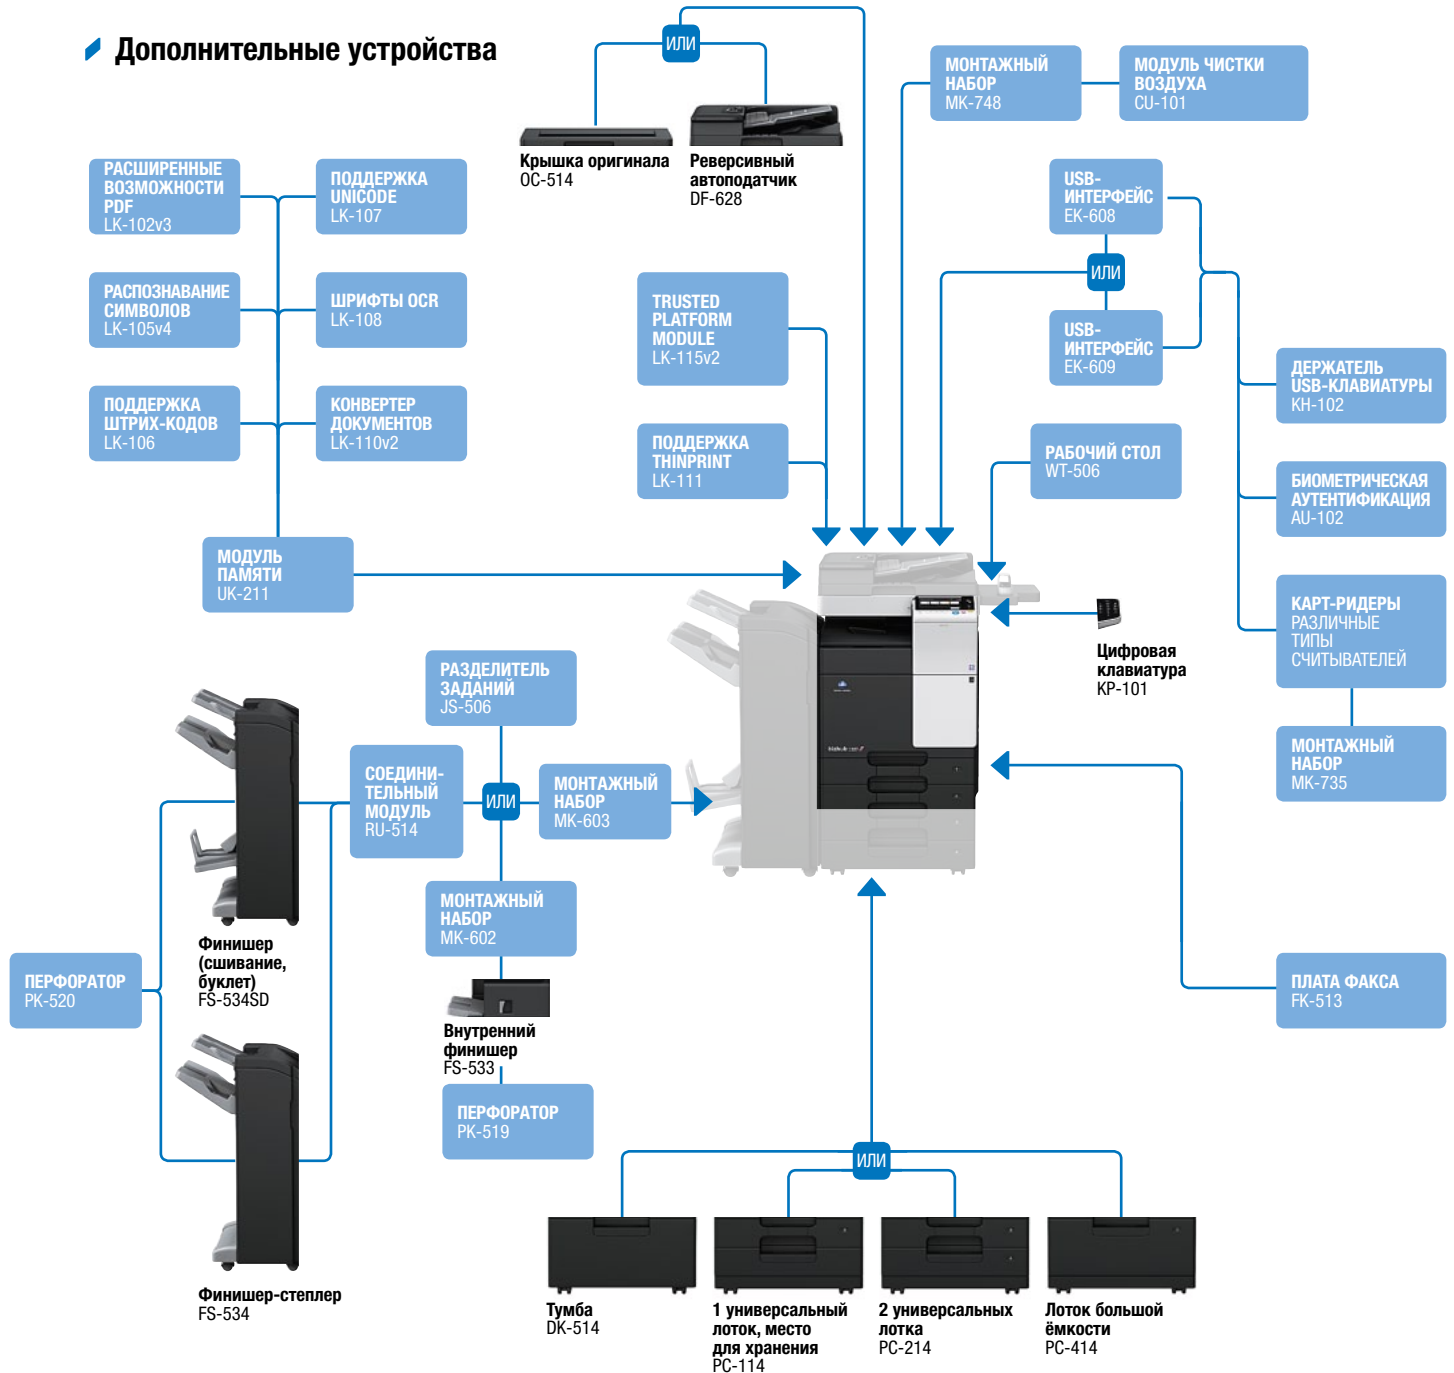 Дополнительные устройства
ИЛИ
Крышка оригинала
OC-514
Реверсивный
автоподатчик
DF-628
МОНТАЖНЫЙ
НАБОР
MK-748
МОДУЛЬ ЧИСТКИ
ВОЗДУХА
CU-101
РАСШИРЕННЫЕ
ВОЗМОЖНОСТИ
PDF
LK-102v3
ПОДДЕРЖКА
UNICODE
LK-107
РАСПОЗНАВАНИЕ
СИМВОЛОВ
LK-105v4
ШРИФТЫ OCR
LK-108
ПОДДЕРЖКА
ШТРИХ-КОДОВ
LK-106
КОНВЕРТЕР
ДОКУМЕНТОВ
LK-110v2
МОДУЛЬ
ПАМЯТИ
UK-211
TRUSTED
PLATFORM
MODULE
LK-115v2
ПОДДЕРЖКА
THINPRINT
LK-111
USB-
ИНТЕРФЕЙС
EK-608
ИЛИ
USB-
ИНТЕРФЕЙС
EK-609
РАБОЧИЙ СТОЛ
WT-506
ДЕРЖАТЕЛЬ
USB-КЛАВИАТУРЫ
KH-102
БИОМЕТРИЧЕСКАЯ
АУТЕНТИФИКАЦИЯ
AU-102
КАРТ-РИДЕРЫ
РАЗЛИЧНЫЕ
ТИПЫ
СЧИТЫВАТЕЛЕЙ
МОНТАЖНЫЙ
НАБОР
MK-735
Цифровая
клавиатура
KP-101
РАЗДЕЛИТЕЛЬ
ЗАДАНИЙ
JS-506
СОЕДИНИ-
ТЕЛЬНЫЙ
МОДУЛЬ
RU-514
ИЛИ
МОНТАЖНЫЙ
НАБОР
MK-603
МОНТАЖНЫЙ
НАБОР
MK-602
Внутренний
финишер
FS-533
ПЕРФОРАТОР
PK-519
Финишер
(сшивание,
буклет)
FS-534SD
ПЕРФОРАТОР
PK-520
Финишер-степлер
FS-534
ПЛАТА ФАКСА
FK-513
ИЛИ
Тумба
DK-514
1 универсальный
лоток, место
для хранения
PC-114
2 универсальных
лотка
PC-214
Лоток большой
ёмкости
PC-414